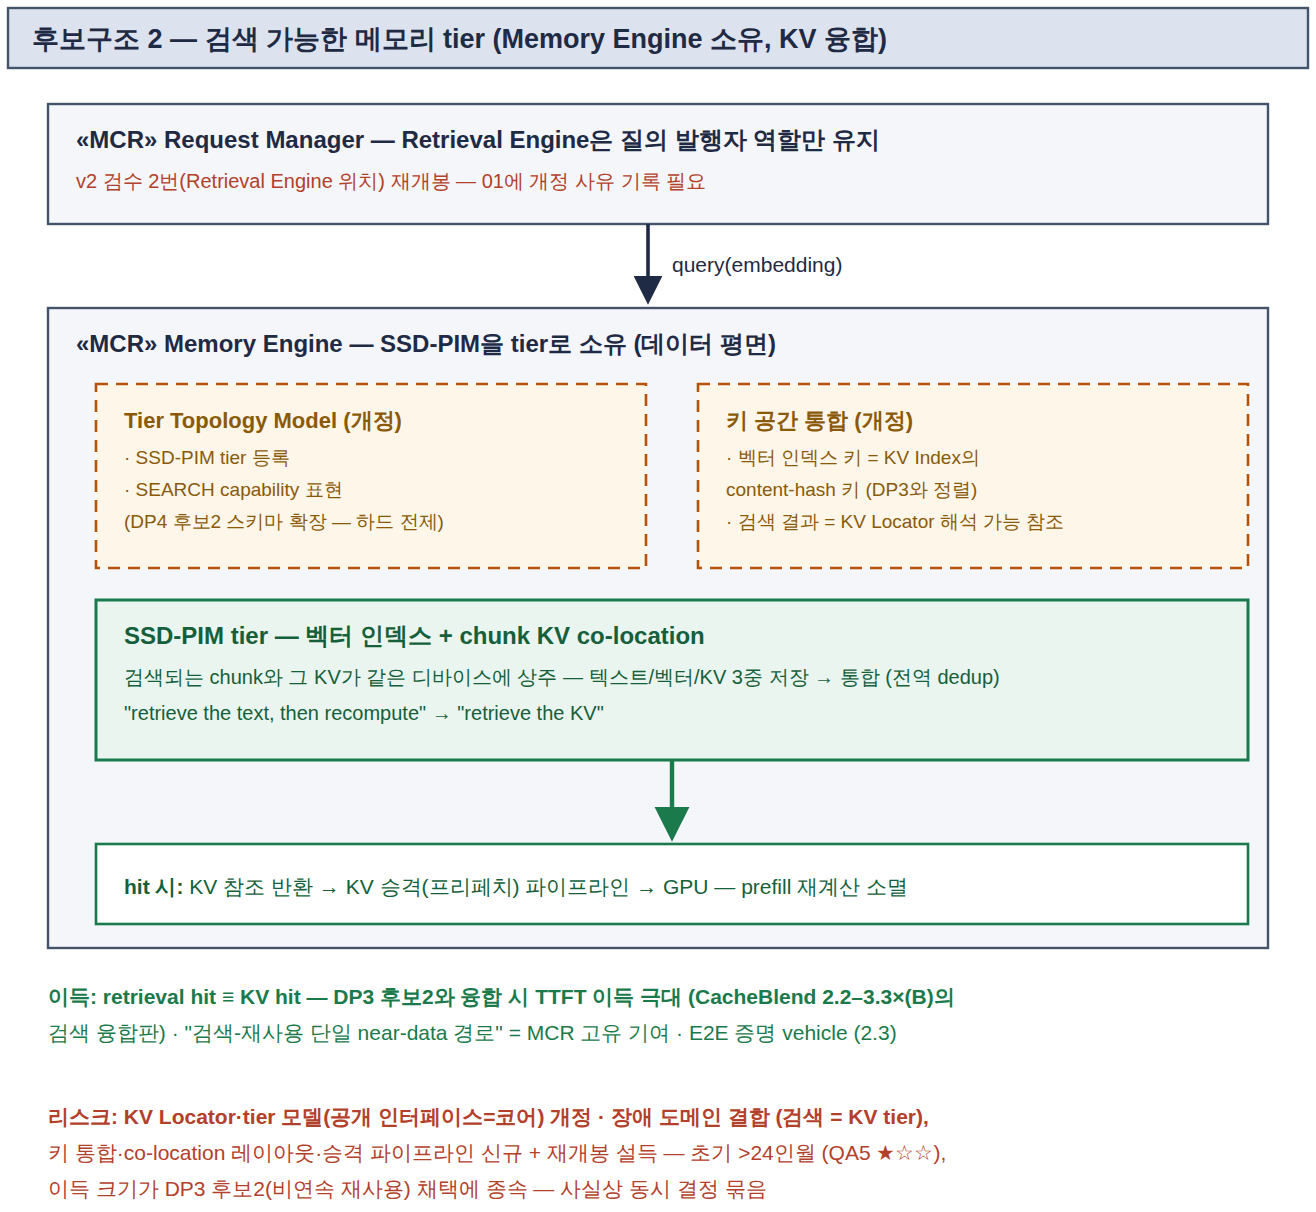 후보구조 2 — 검색 가능한 메모리 tier (Memory Engine 소유, KV 융합)
«MCR» Request Manager — Retrieval Engine은 질의 발행자 역할만 유지
v2 검수 2번(Retrieval Engine 위치) 재개봉 — 01에 개정 사유 기록 필요
query(embedding)
«MCR» Memory Engine — SSD-PIM을 tier로 소유 (데이터 평면)
Tier Topology Model (개정)
· SSD-PIM tier 등록
· SEARCH capability 표현
(DP4 후보2 스키마 확장 — 하드 전제)
키 공간 통합 (개정)
· 벡터 인덱스 키 = KV Index의
content-hash 키 (DP3와 정렬)
· 검색 결과 = KV Locator 해석 가능 참조
SSD-PIM tier — 벡터 인덱스 + chunk KV co-location
검색되는 chunk와 그 KV가 같은 디바이스에 상주 — 텍스트/벡터/KV 3중 저장 → 통합 (전역 dedup)
"retrieve the text, then recompute" → "retrieve the KV"
hit 시: KV 참조 반환 → KV 승격(프리페치) 파이프라인 → GPU — prefill 재계산 소멸
이득: retrieval hit ≡ KV hit — DP3 후보2와 융합 시 TTFT 이득 극대 (CacheBlend 2.2–3.3×(B)의
검색 융합판) · "검색-재사용 단일 near-data 경로" = MCR 고유 기여 · E2E 증명 vehicle (2.3)
리스크: KV Locator·tier 모델(공개 인터페이스=코어) 개정 · 장애 도메인 결합 (검색 = KV tier),
키 통합·co-location 레이아웃·승격 파이프라인 신규 + 재개봉 설득 — 초기 >24인월 (QA5 ★☆☆),
이득 크기가 DP3 후보2(비연속 재사용) 채택에 종속 — 사실상 동시 결정 묶음